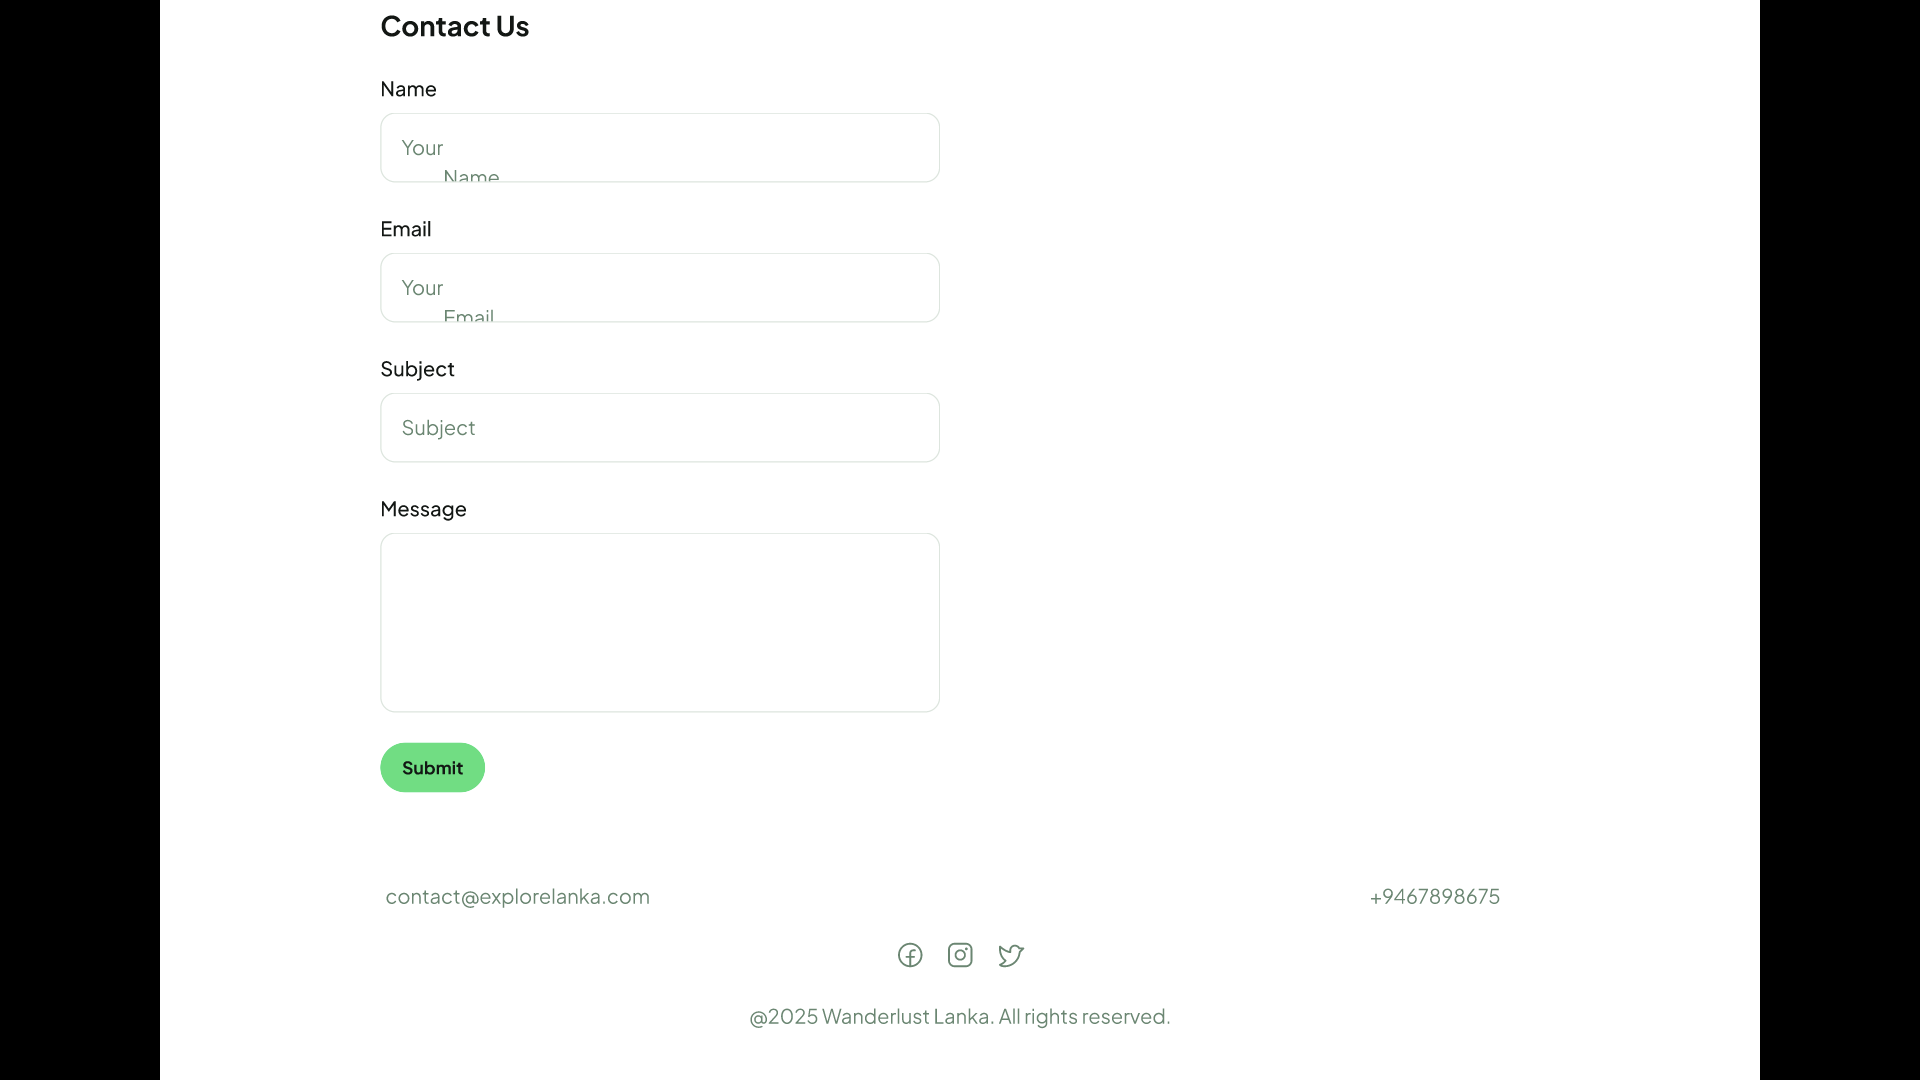 Contact Us
Name
Your
Name
Email
Your
Email
Subject
Subject
Message
Submit
contact@explorelanka.com
+9467898675
@2025 Wanderlust Lanka. All rights reserved.